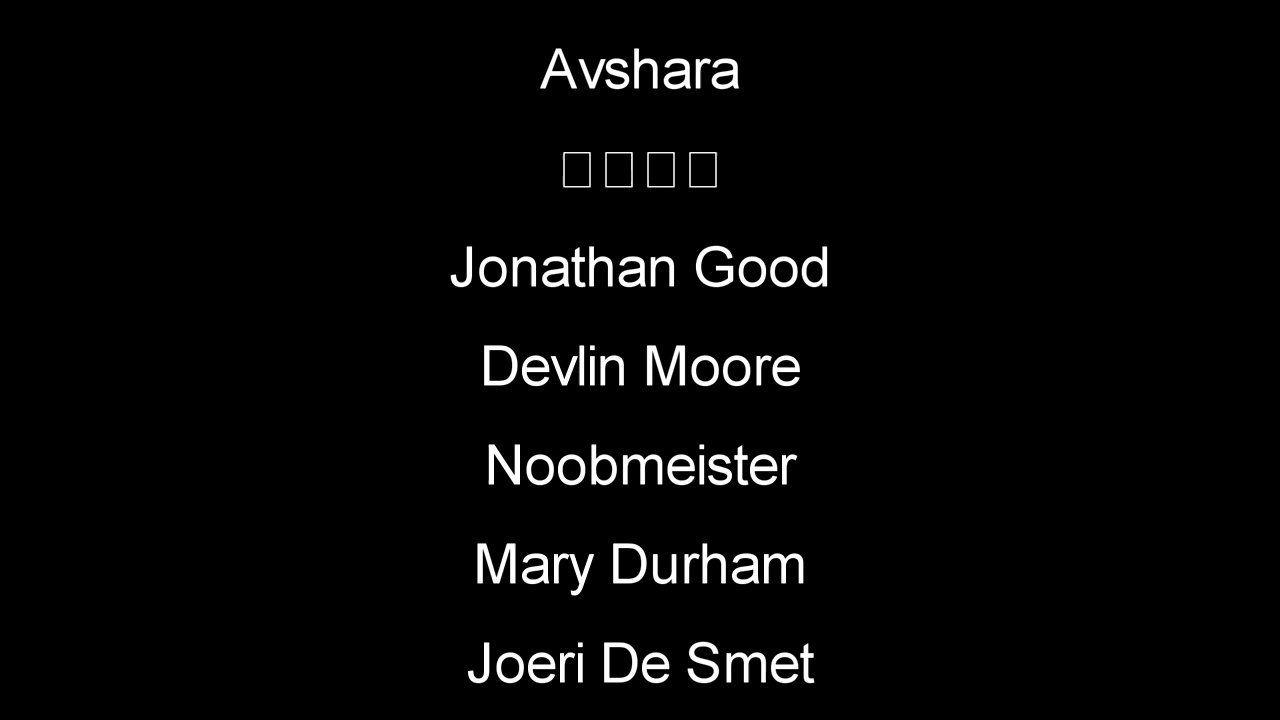 Avshara
Jonathan Good
Devlin Moore
Noobmeister
Mary Durham
Joeri De Smet